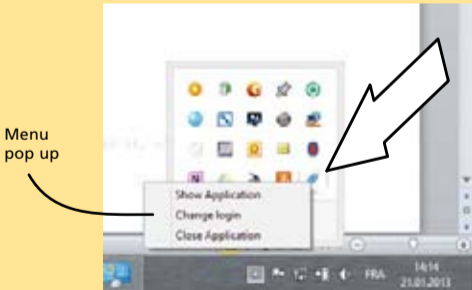 Menu
pop up
Show Application
Change login
Close Application
FRA
14:14
21.01.2013